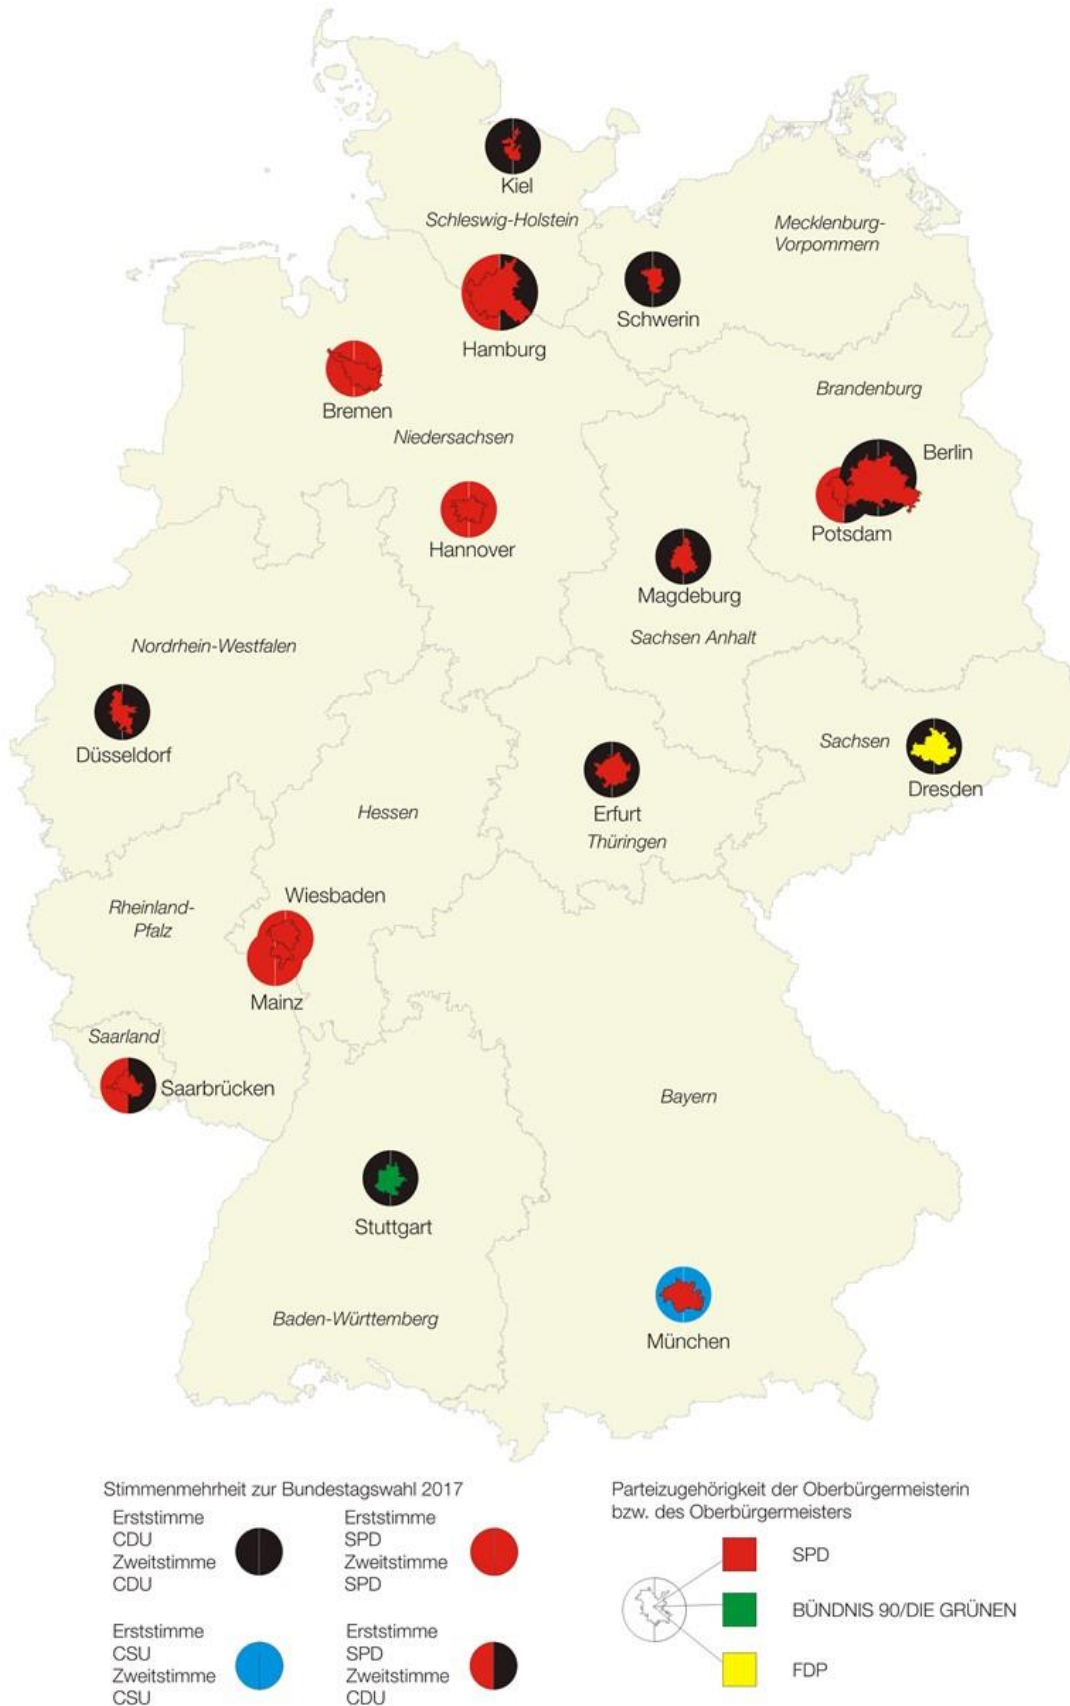 Kiel
Schleswig-Holstein
Mecklenburg-
Vorpommern
Schwerin
Hamburg
Brandenburg
Bremen
Niedersachsen
Berlin
Potsdam
Hannover
Magdeburg
Sachsen Anhalt
Nordrhein-Westfalen
Düsseldorf
Sachsen
Dresden
Hessen
Erfurt
Thüringen
Wiesbaden
Rheinland-
Pfalz
Mainz
Saarland
Saarbrücken
Bayern
Stuttgart
Baden-Württemberg
München
Stimmenmehrheit zur Bundestagswahl 2017
Erststimme
CDU
Zweitstimme
CDU
Erststimme
SPD
Zweitstimme
SPD
Erststimme
CSU
Zweitstimme
CSU
Erststimme
SPD
Zweitstimme
CDU
Parteizugehörigkeit der Oberbürgermeisterin
bzw. des Oberbürgermeisters
SPD
BÜNDNIS 90/DIE GRÜNEN
FDP